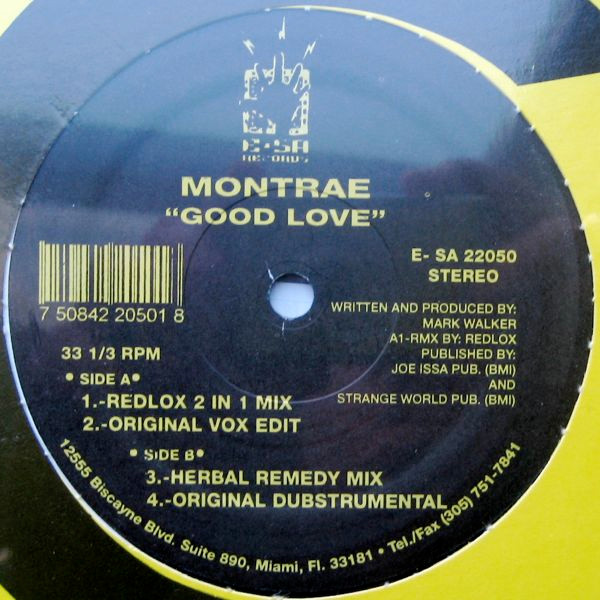 E-SA
RECORDS
MONTRAE
"GOOD LOVE"
E- SA 22050
STEREO
7 50842 20501 8
WRITTEN AND PRODUCED BY:
MARK WALKER
A1-RMX BY: REDLOX
PUBLISHED BY:
JOE ISSA PUB. (BMI)
AND
STRANGE WORLD PUB. (BMI)
33 1/3 RPM
• SIDE A•
1.-REDLOX 2 IN 1 MIX
2.-ORIGINAL VOX EDIT
• SIDE B•
3.-HERBAL REMEDY MIX
4.-ORIGINAL DUBSTRUMENTAL
12555 Biscayne Blvd. Suite 890, Miami, Fl. 33181 • Tel./Fax (305) 751-7841